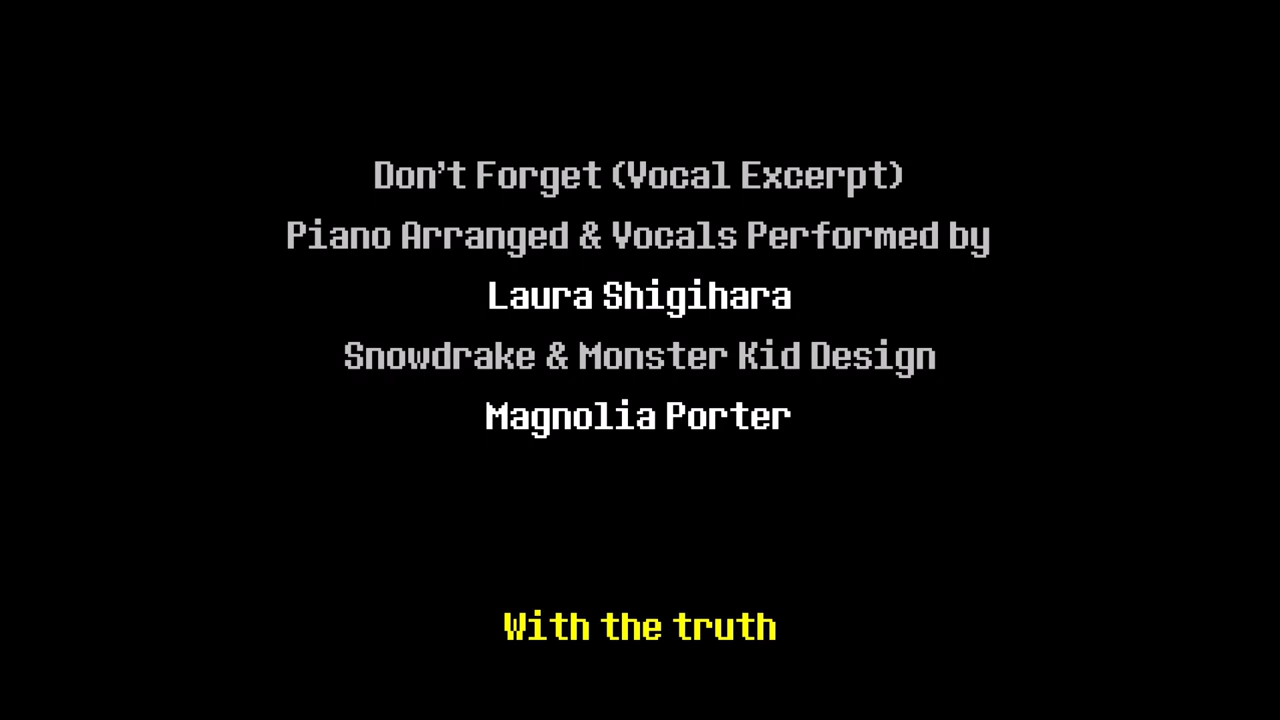 Don't Forget (Vocal Excerpt)
Piano Arranged & Vocals Performed by
Laura Shigihara
Snowdrake & Monster Kid Design
Magnolia Porter
With the truth